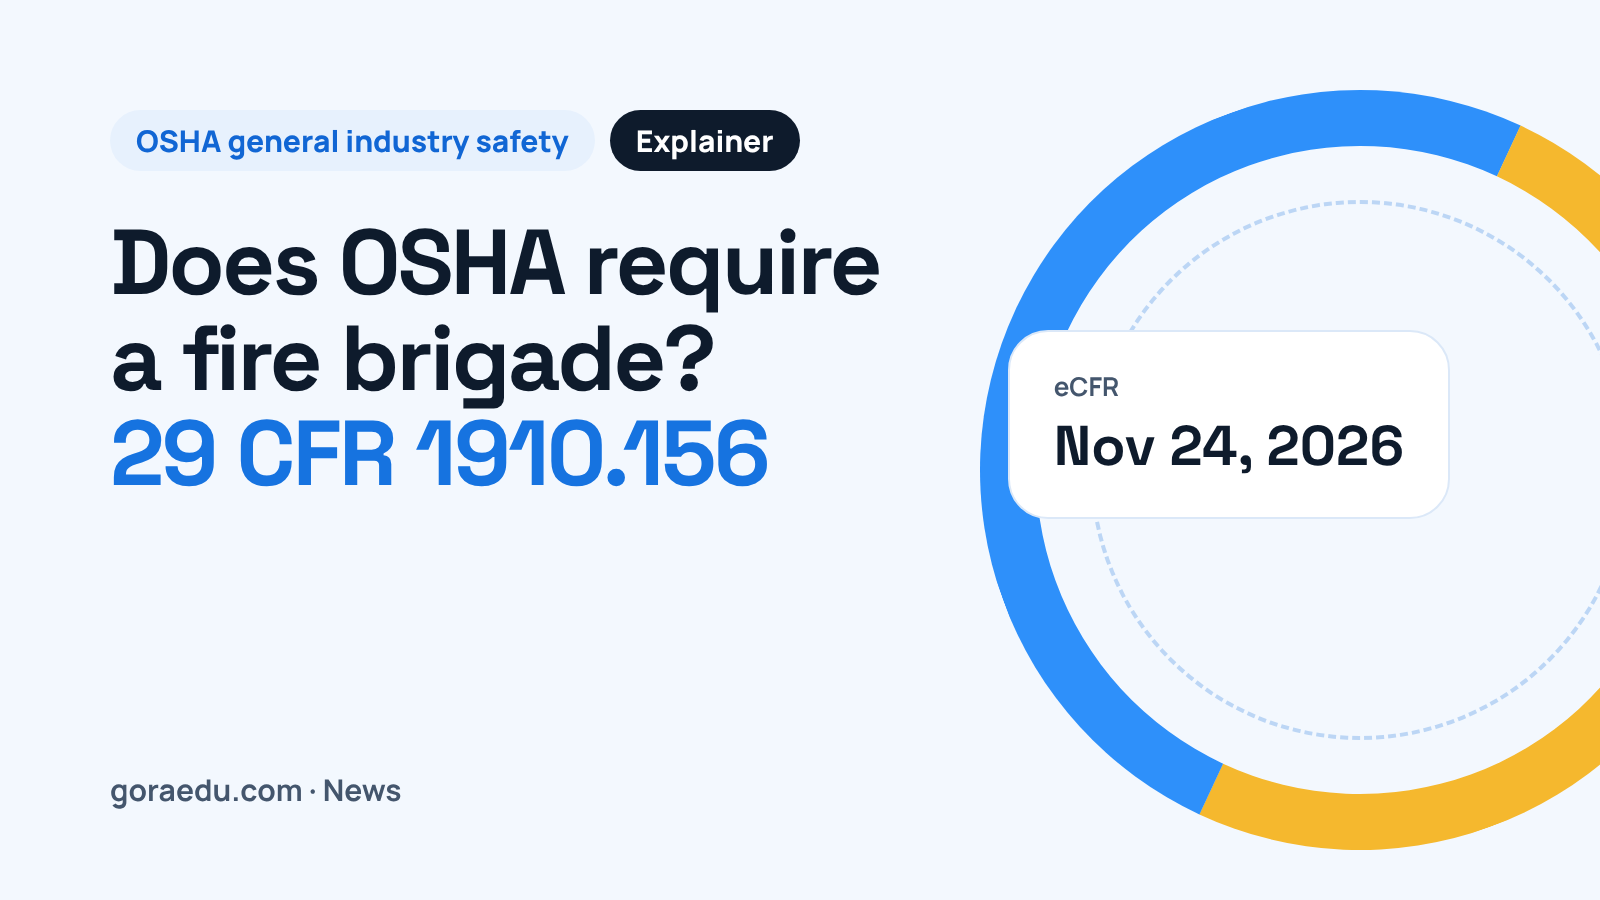 OSHA general industry safety
Explainer
Does OSHA require
a fire brigade?
29 CFR 1910.156
eCFR
Nov 24, 2026
goraedu.com · News